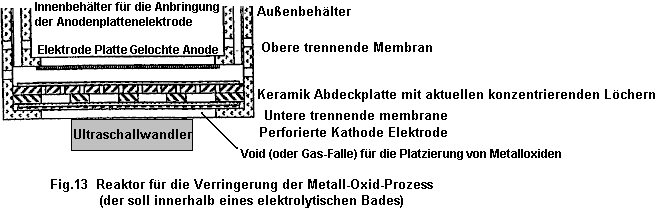 Innenbehälter für die Anbringung
der Anodenplattenelektrode
Außenbehälter
Elektrode Platte Gelochte Anode
Obere trennende Membran
Keramik Abdeckplatte mit aktuellen konzentrierenden Löchern
Untere trennende membrane
Perforierte Kathode Elektrode
Ultraschallwandler
Void (oder Gas-Falle) für die Platzierung von Metalloxiden
Fig.13 Reaktor für die Verringerung der Metall-Oxid-Prozess
(der soll innerhalb eines elektrolytischen Bades)